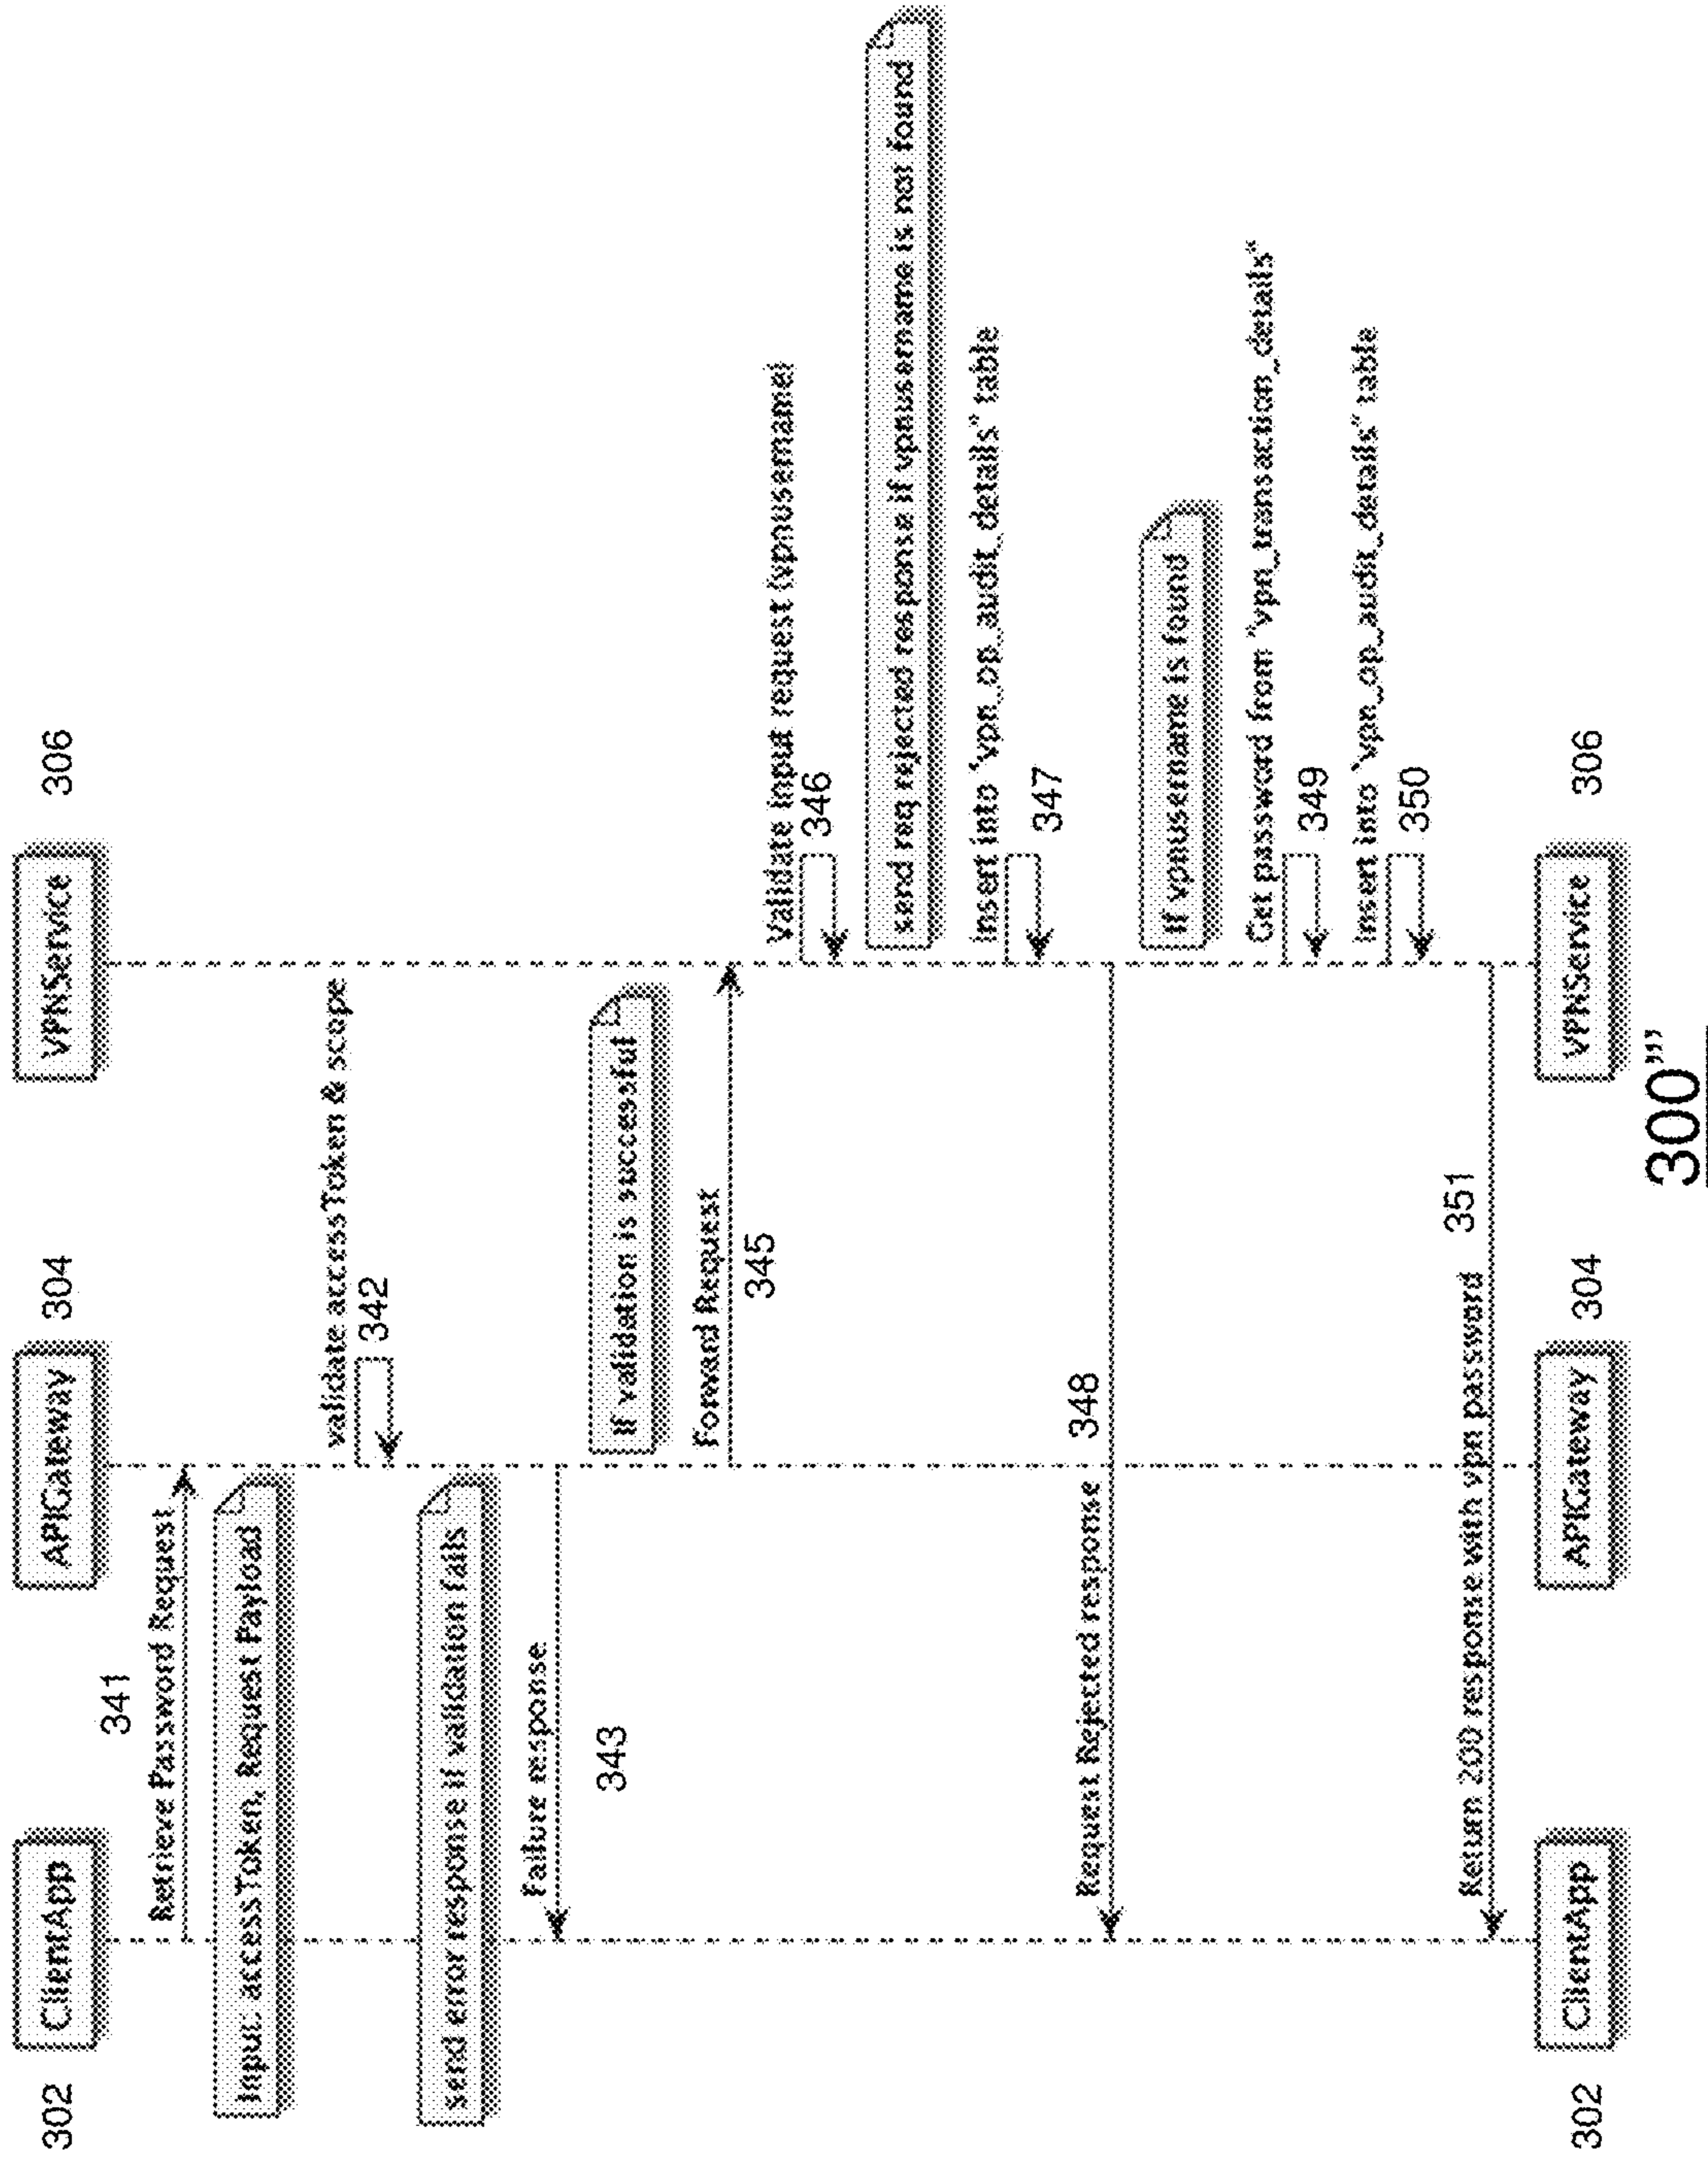 302 ClientApp APIGateway 304 VPNService 306
341
Retrieve Password Request
Input: accessToken, Request Payload
validate accessToken & scope
342
send error response if validation fails
Failure response
343
If validation is successful
Forward Request
345
Validate input request (vpnusername)
346
send req rejected response if vpnusername is not found
Insert into 'vpn_op_audit_details" table
347
348
Request Rejected response
If vpnusername is found
Get password from "vpn_transaction_details"
349
Insert into 'vpn_op_audit_details" table
350
Return 200 response with vpn password 351
302 ClientApp APIGateway 304 VPNService 306
300"''